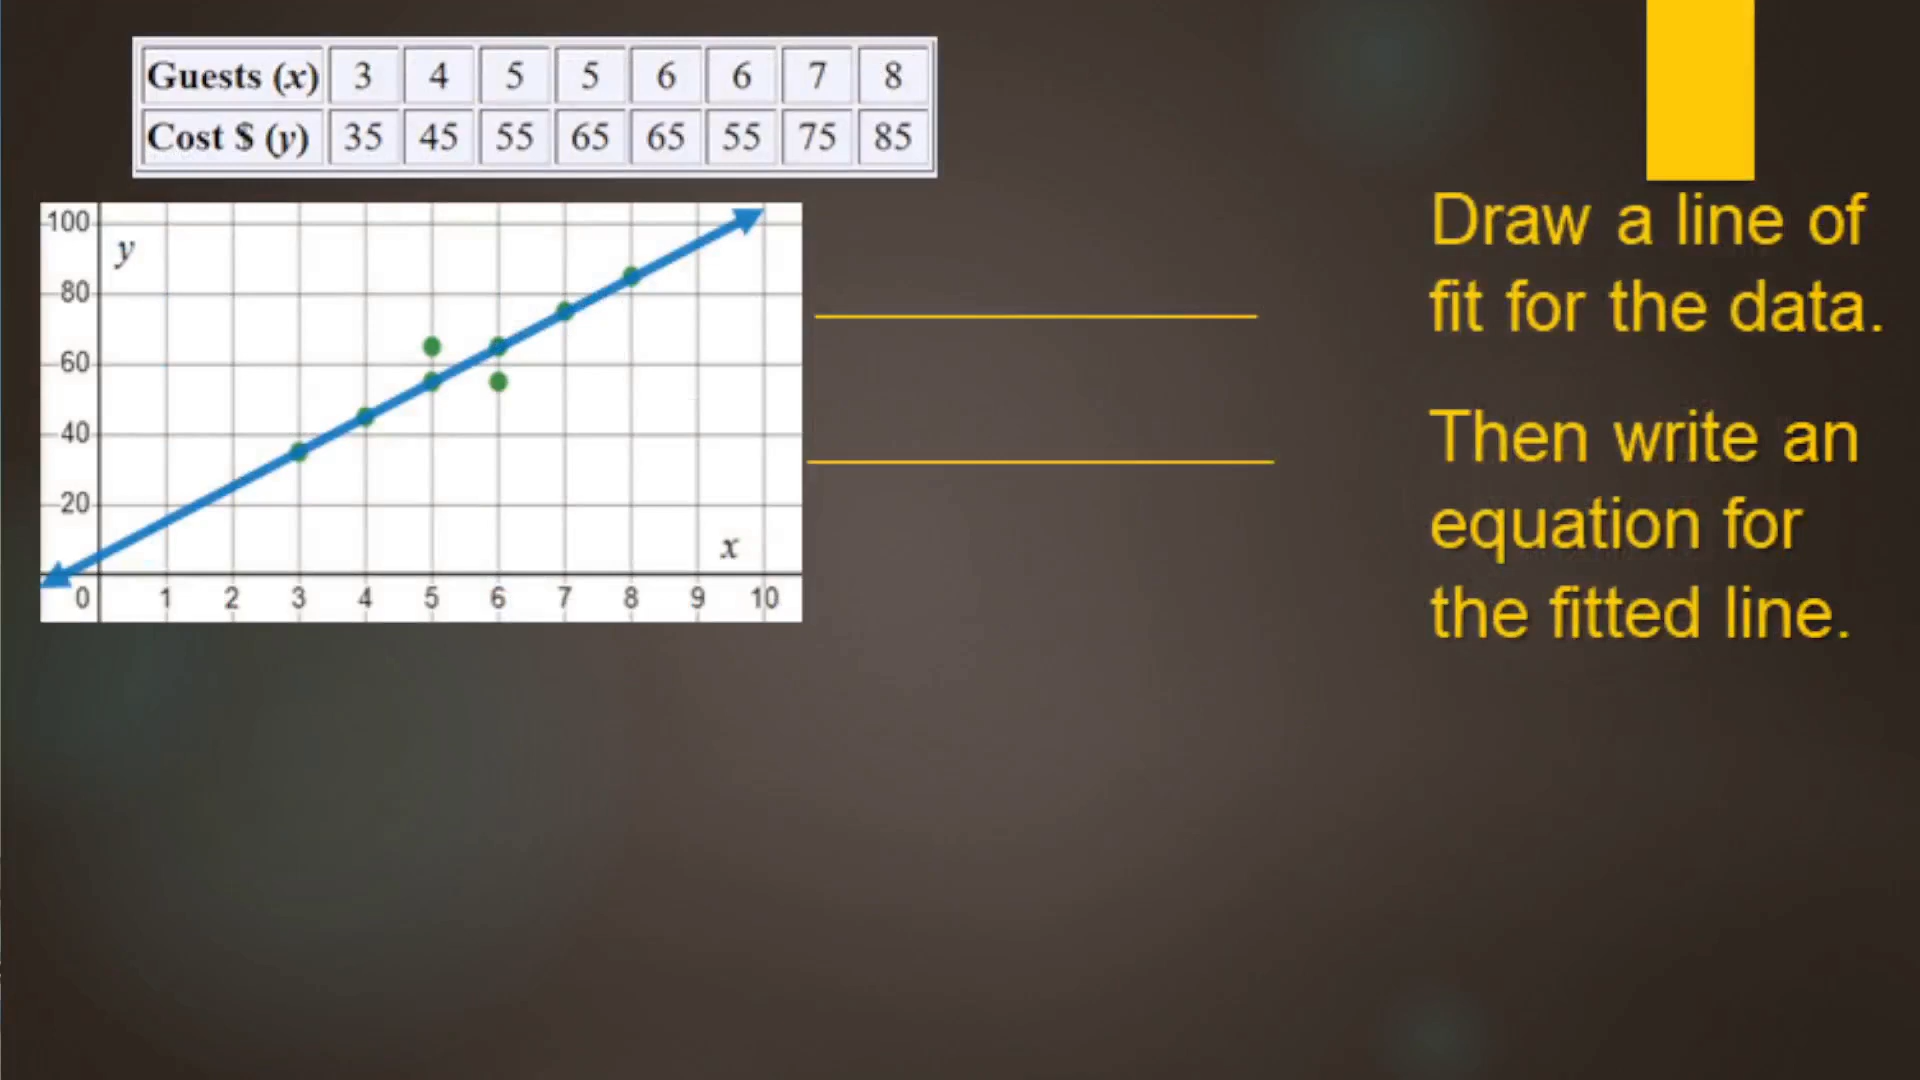 Guests (x) 3 4 5 5 6 6 7 8
Cost $ (y) 35 45 55 65 65 55 75 85
100
y
80
60
40
20
x
0 1 2 3 4 5 6 7 8 9 10
Draw a line of
fit for the data.
Then write an
equation for
the fitted line.